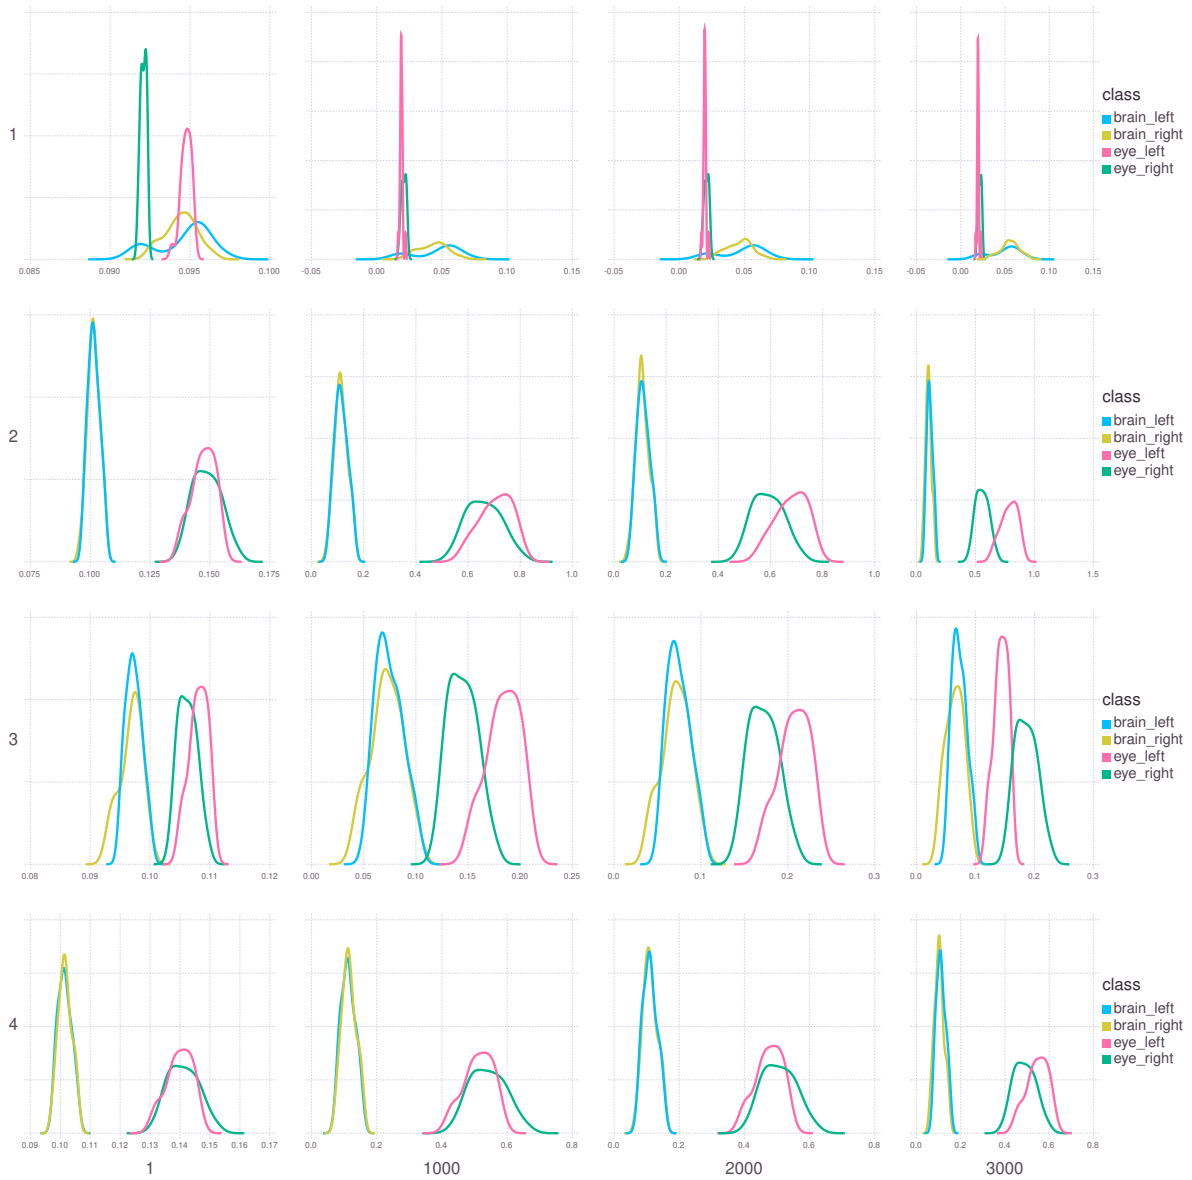 1
0.085 0.090 0.095 0.100
-0.05 0.00 0.05 0.10 0.15
-0.05 0.00 0.05 0.10 0.15
-0.05 0.00 0.05 0.10 0.15
class
brain_left
brain_right
eye_left
eye_right
2
0.075 0.100 0.125 0.150 0.175
0.0 0.2 0.4 0.6 0.8 1.0
0.0 0.2 0.4 0.6 0.8 1.0
0.0 0.5 1.0 1.5
class
brain_left
brain_right
eye_left
eye_right
3
0.08 0.09 0.10 0.11 0.12
0.00 0.05 0.10 0.15 0.20 0.25
0.0 0.1 0.2 0.3
0.0 0.1 0.2 0.3
class
brain_left
brain_right
eye_left
eye_right
4
0.09 0.10 0.11 0.12 0.13 0.14 0.15 0.16 0.17
0.0 0.2 0.4 0.6 0.8
0.0 0.2 0.4 0.6 0.8
0.0 0.2 0.4 0.6 0.8
class
brain_left
brain_right
eye_left
eye_right
1 1000 2000 3000